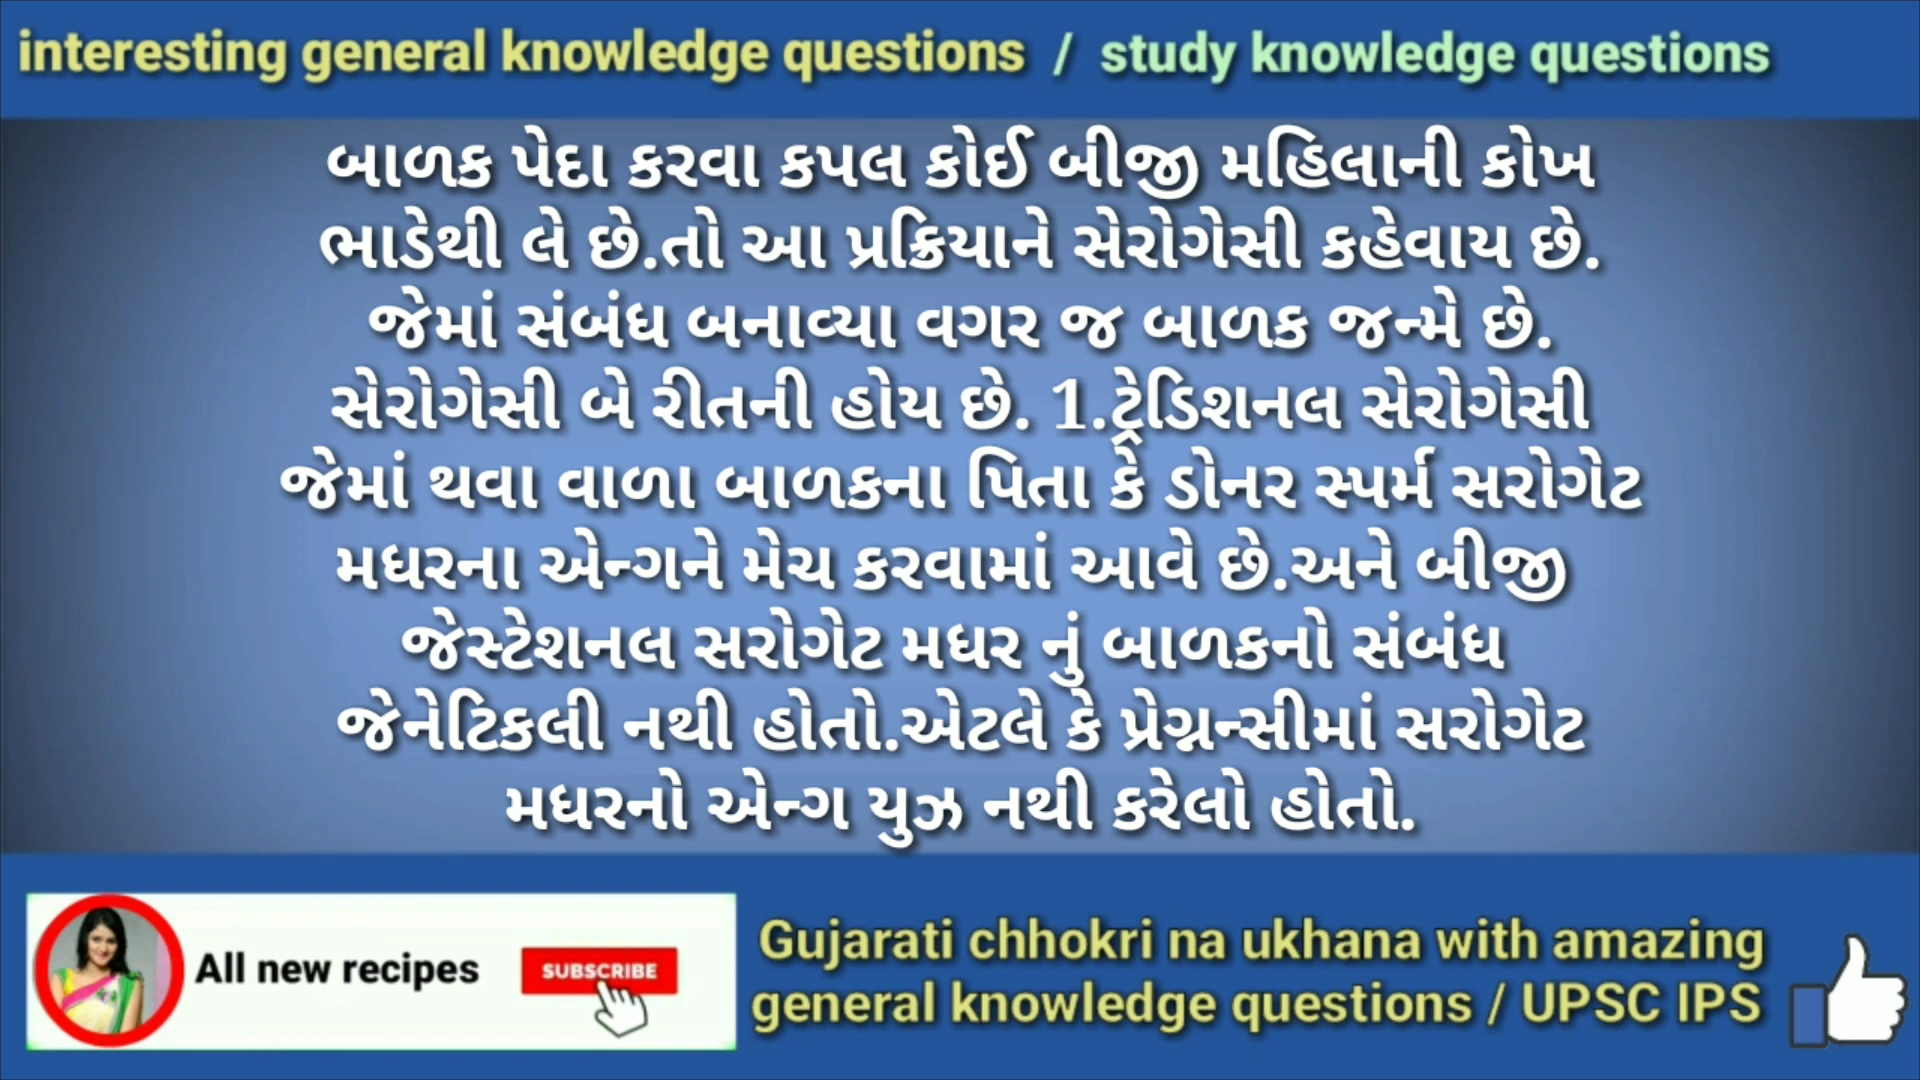 interesting general knowledge questions / study knowledge questions
બાળક પેદા કરવા કપલ કોઈ બીજી મહિલાની કોખ
ભાડેથી લે છે.તો આ પ્રક્રિયાને સેરોગેસી કહેવાય છે.
જેમાં સંબંધ બનાવ્યા વગર જ બાળક જન્મે છે.
સેરોગેસી બે રીતની હોય છે. 1.ટ્રેડિશનલ સેરોગેસી
જેમાં થવા વાળા બાળકના પિતા કે ડોનર સ્પર્મ સરોગેટ
મધરના એન્ગને મેચ કરવામાં આવે છે.અને બીજી
જેસ્ટેશનલ સરોગેટ મધર નું બાળકનો સંબંધ
જેનેટિકલી નથી હોતો.એટલે કે પ્રેગ્નન્સીમાં સરોગેટ
મધરનો એન્ગ યુઝ નથી કરેલો હોતો.
All new recipes
SUBSCRIBE
Gujarati chhokri na ukhana with amazing
general knowledge questions / UPSC IPS